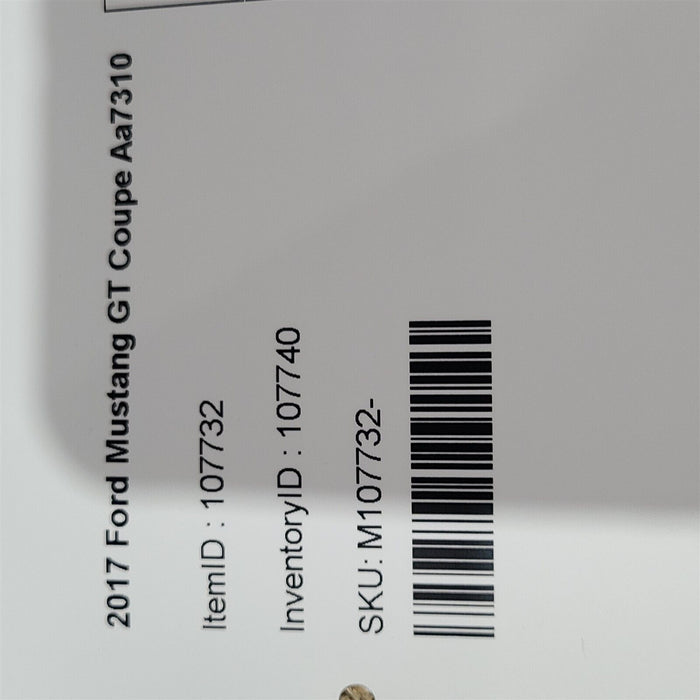 2017 Ford Mustang GT Coupe Aa7310
ItemID : 107732
InventoryID : 107740
SKU: M107732-